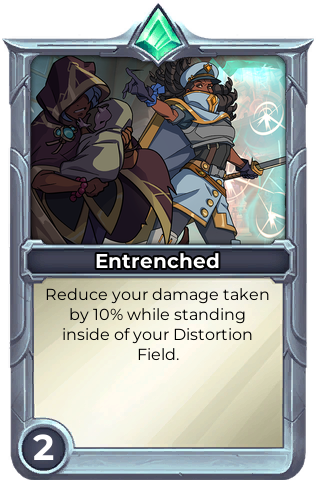 Entrenched
Reduce your damage taken
by 10% while standing
inside of your Distortion
Field.
2